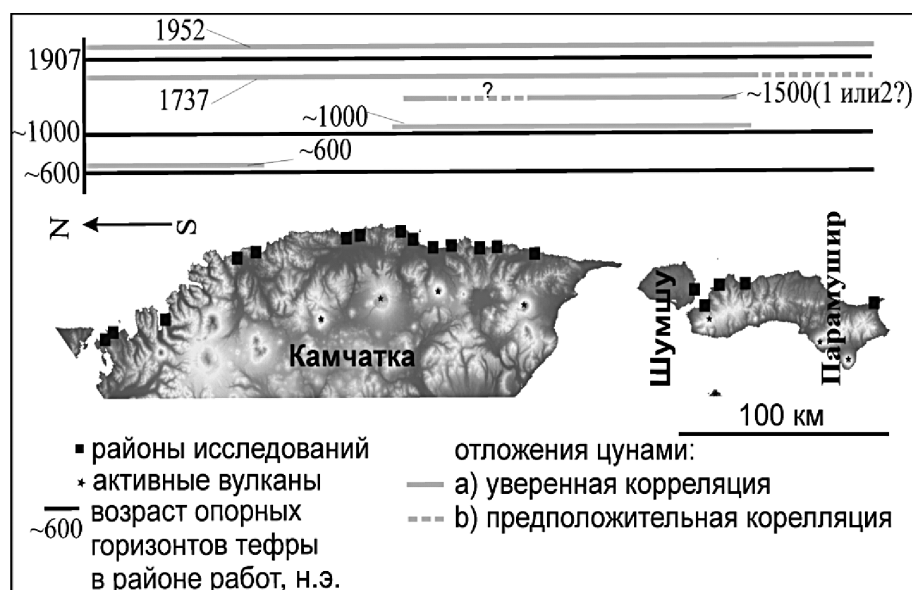 1952
1907
1737
?
~1500(1 или2?)
~1000
~1000
~600
~600
N
S
Камчатка
Шумшу
Парамушир
100 км
районы исследований
активные вулканы
~600
возраст опорных
горизонтов тефры
в районе работ, н.э.
отложения цунами:
a) уверенная корреляция
b) предположительная корелляция